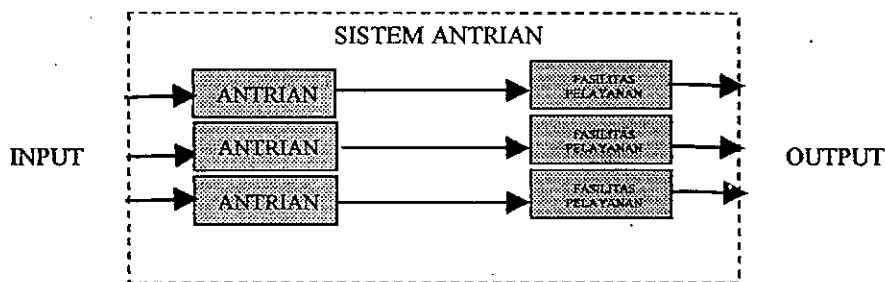 SISTEM ANTRIAN
ANTRIAN
FASILITAS
PELAYANAN
INPUT
ANTRIAN
FASILITAS
PELAYANAN
OUTPUT
ANTRIAN
FASILITAS
PELAYANAN